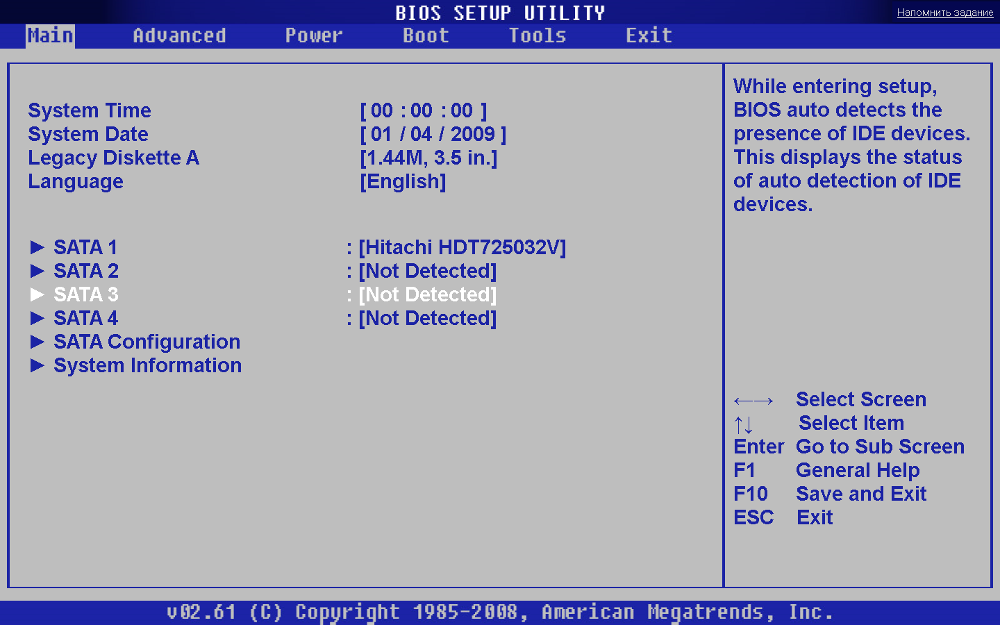 BIOS SETUP UTILITY
Напомнить задание
Main Advanced Power Boot Tools Exit
System Time [ 00 : 00 : 00 ]
System Date [ 01 / 04 / 2009 ]
Legacy Diskette A [1.44M, 3.5 in.]
Language [English]
► SATA 1 : [Hitachi HDT725032V]
► SATA 2 : [Not Detected]
► SATA 3 : [Not Detected]
► SATA 4 : [Not Detected]
► SATA Configuration
► System Information
While entering setup,
BIOS auto detects the
presence of IDE devices.
This displays the status
of auto detection of IDE
devices.
←→ Select Screen
↑↓ Select Item
Enter Go to Sub Screen
F1 General Help
F10 Save and Exit
ESC Exit
v02.61 (C) Copyright 1985-2008, American Megatrends, Inc.